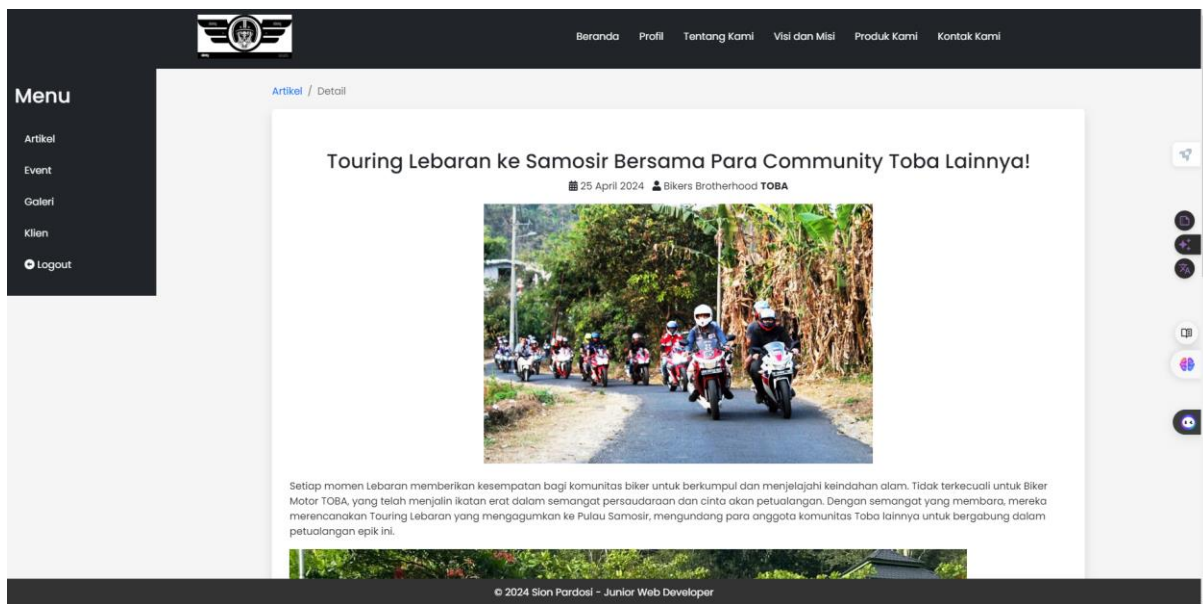 Beranda Profil Tentang Kami Visi dan Misi Produk Kami Kontak Kami
Menu
Artikel
Event
Galeri
Klien
Logout
Artikel / Detail
Touring Lebaran ke Samosir Bersama Para Community Toba Lainnya!
25 April 2024 Bikers Brotherhood TOBA
Setiap momen Lebaran memberikan kesempatan bagi komunitas biker untuk berkumpul dan menjelajahi keindahan alam. Tidak terkecuali untuk Biker
Motor TOBA, yang telah menjalin ikatan erat dalam semangat persaudaraan dan cinta akan petualangan. Dengan semangat yang membara, mereka
merencanakan Touring Lebaran yang mengagumkan ke Pulau Samosir, mengundang para anggota komunitas Toba lainnya untuk bergabung dalam
petualangan epik ini.
© 2024 Sion Pardosi - Junior Web Developer